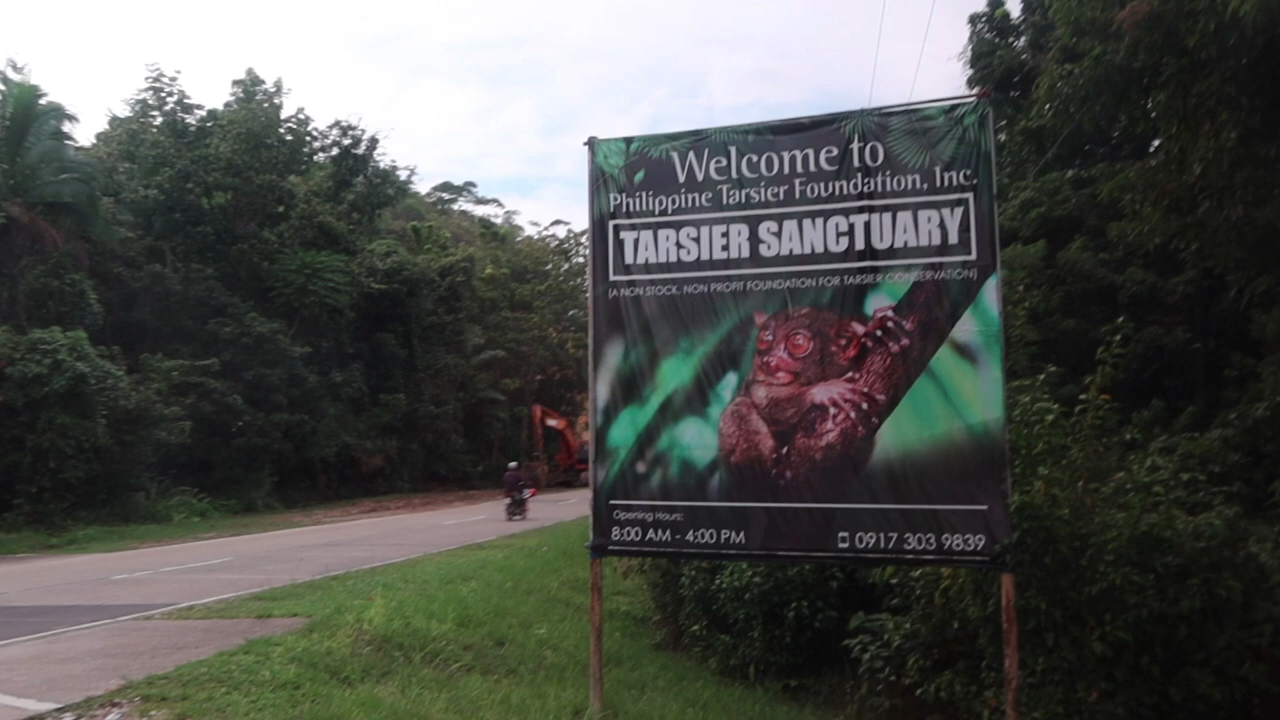 Welcome to
Philippine Tarsier Foundation, Inc.
TARSIER SANCTUARY
(A NON STOCK, NON PROFIT FOUNDATION FOR TARSIER CONSERVATION)
Opening Hours:
8:00 AM - 4:00 PM
0917 303 9839